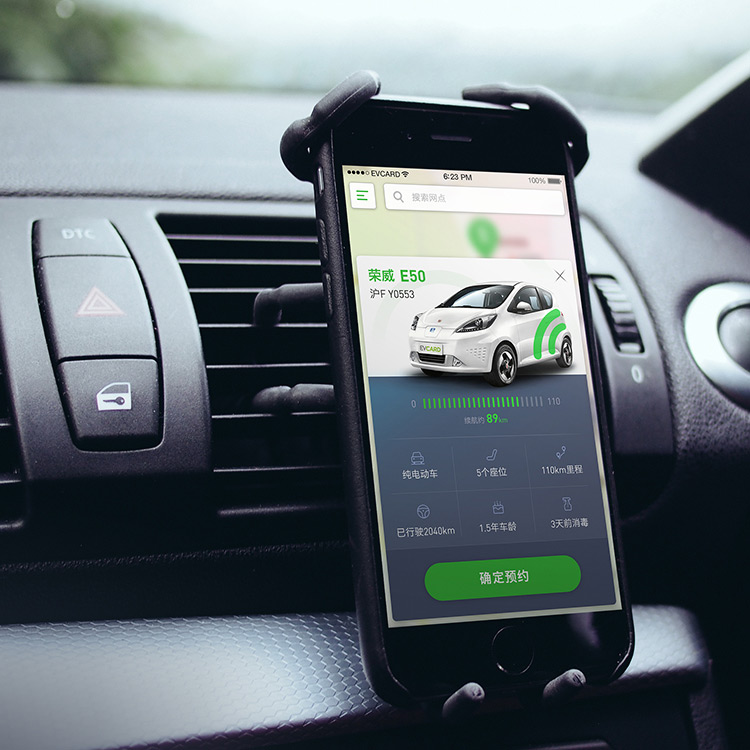 DTC
EVCARD 6:23 PM 100%
搜索网点
荣威 E50
沪F Y0553
EVCARD
0 110
续航约 89km
纯电动车 5个座位 110km里程
已行驶2040km 1.5年车龄 3天前消毒
确定预约
0